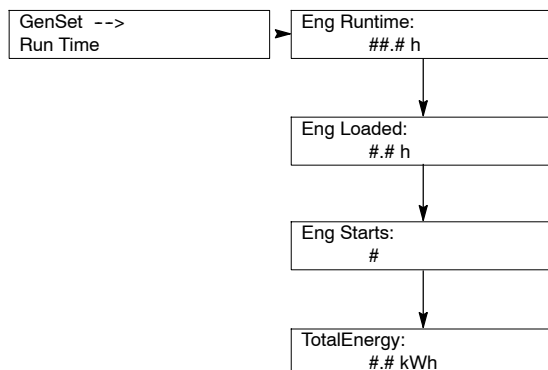 GenSet -->
Run Time
Eng Runtime:
##.# h
Eng Loaded:
#.# h
Eng Starts:
#
TotalEnergy:
#.# kWh